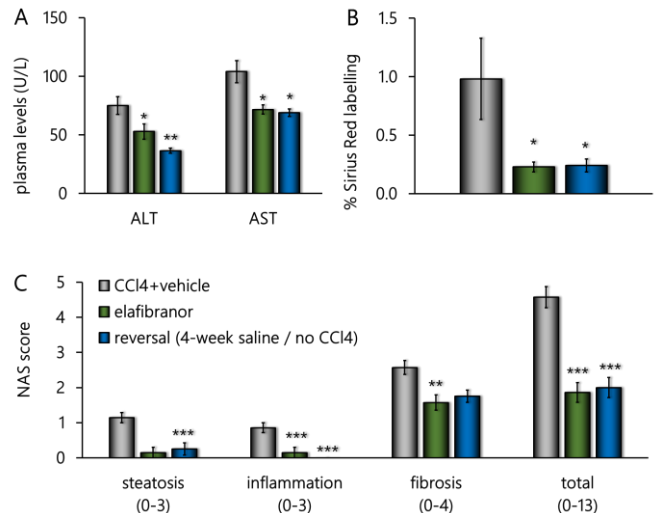 A
plasma levels (U/L)
150
100
50
0
*
**
*
*
ALT
AST
B
% Sirius Red labelling
1.5
1.0
0.5
0.0
*
*
C
NAS score
5
4
3
2
1
0
CCl4+vehicle
elafibranor
reversal (4-week saline / no CCl4)
***
***
***
**
***
***
steatosis
(0-3)
inflammation
(0-3)
fibrosis
(0-4)
total
(0-13)